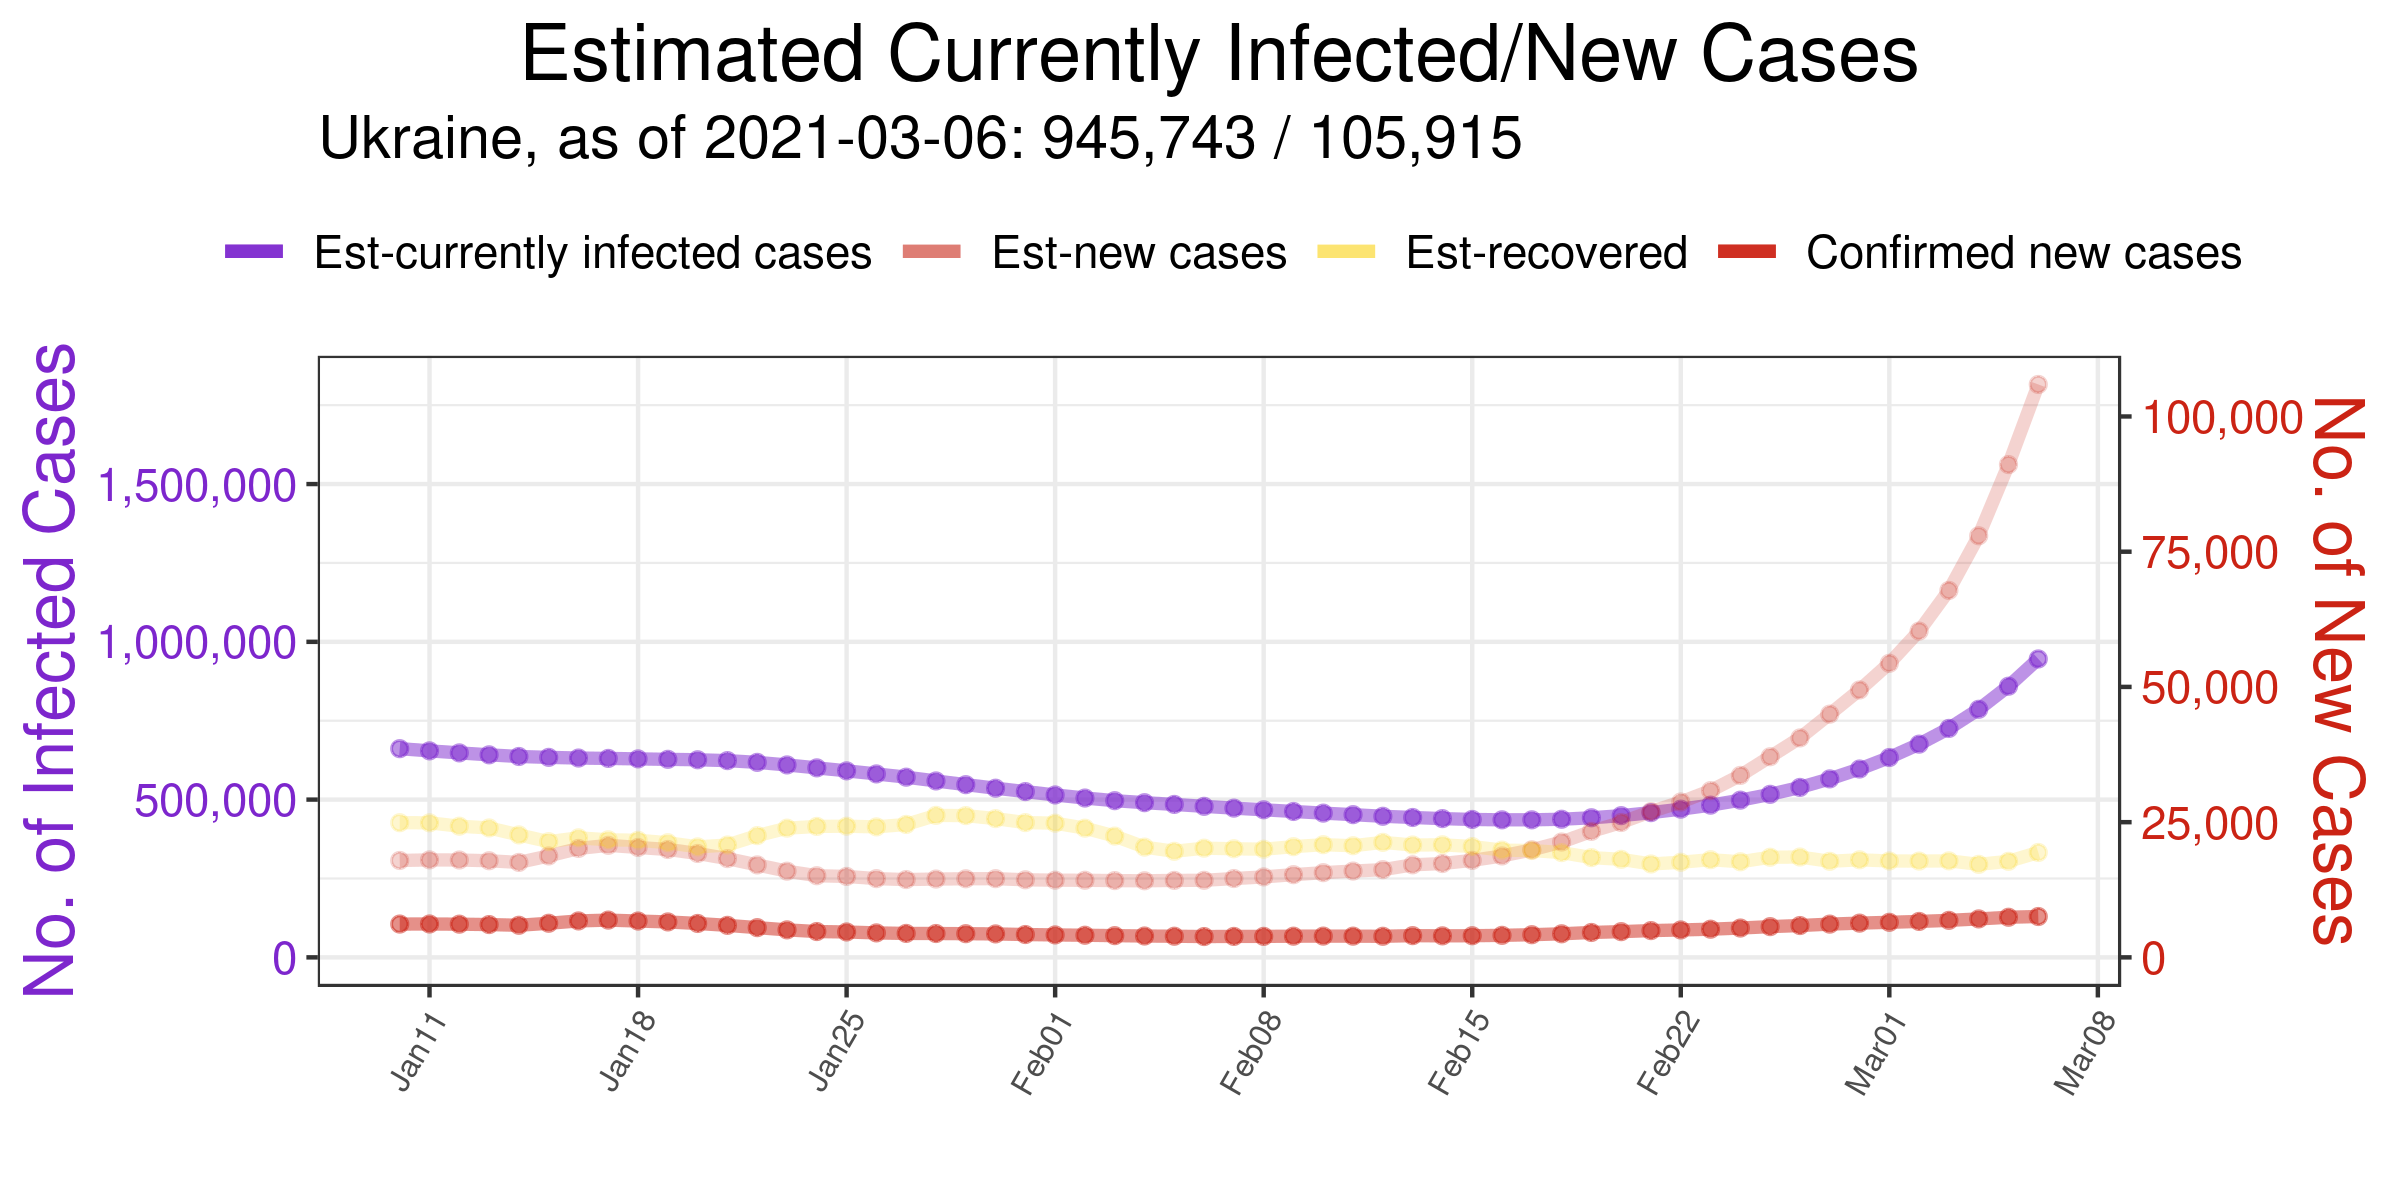 Estimated Currently Infected/New Cases
Ukraine, as of 2021-03-06: 945,743 / 105,915
Est-currently infected cases Est-new cases Est-recovered Confirmed new cases
No. of Infected Cases
1,500,000
1,000,000
500,000
0
100,000
75,000
50,000
25,000
0
No. of New Cases
Jan11 Jan18 Jan25 Feb01 Feb08 Feb15 Feb22 Mar01 Mar08